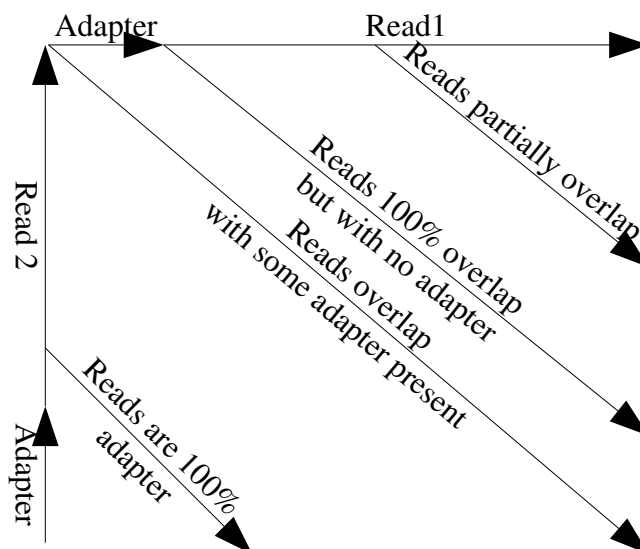 Adapter
Read1
Reads partially overlap
Reads 100% overlap
but with no adapter
Reads overlap
with some adapter present
Read 2
Reads are 100%
adapter
Adapter